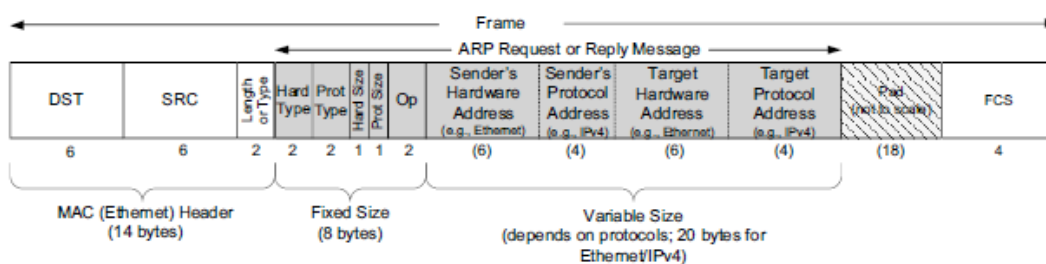 Frame
ARP Request or Reply Message
DST
SRC
Length
or Type
Hard
Type
Prot
Type
Hard Size
Prot Size
Op
Sender's
Hardware
Address
(e.g., Ethernet)
Sender's
Protocol
Address
(e.g., IPv4)
Target
Hardware
Address
(e.g., Ethernet)
Target
Protocol
Address
(e.g., IPv4)
Pad
(not to scale)
FCS
6 6 2 2 2 1 1 2 (6) (4) (6) (4) (18) 4
MAC (Ethernet) Header
(14 bytes)
Fixed Size
(8 bytes)
Variable Size
(depends on protocols; 20 bytes for
Ethernet/IPv4)